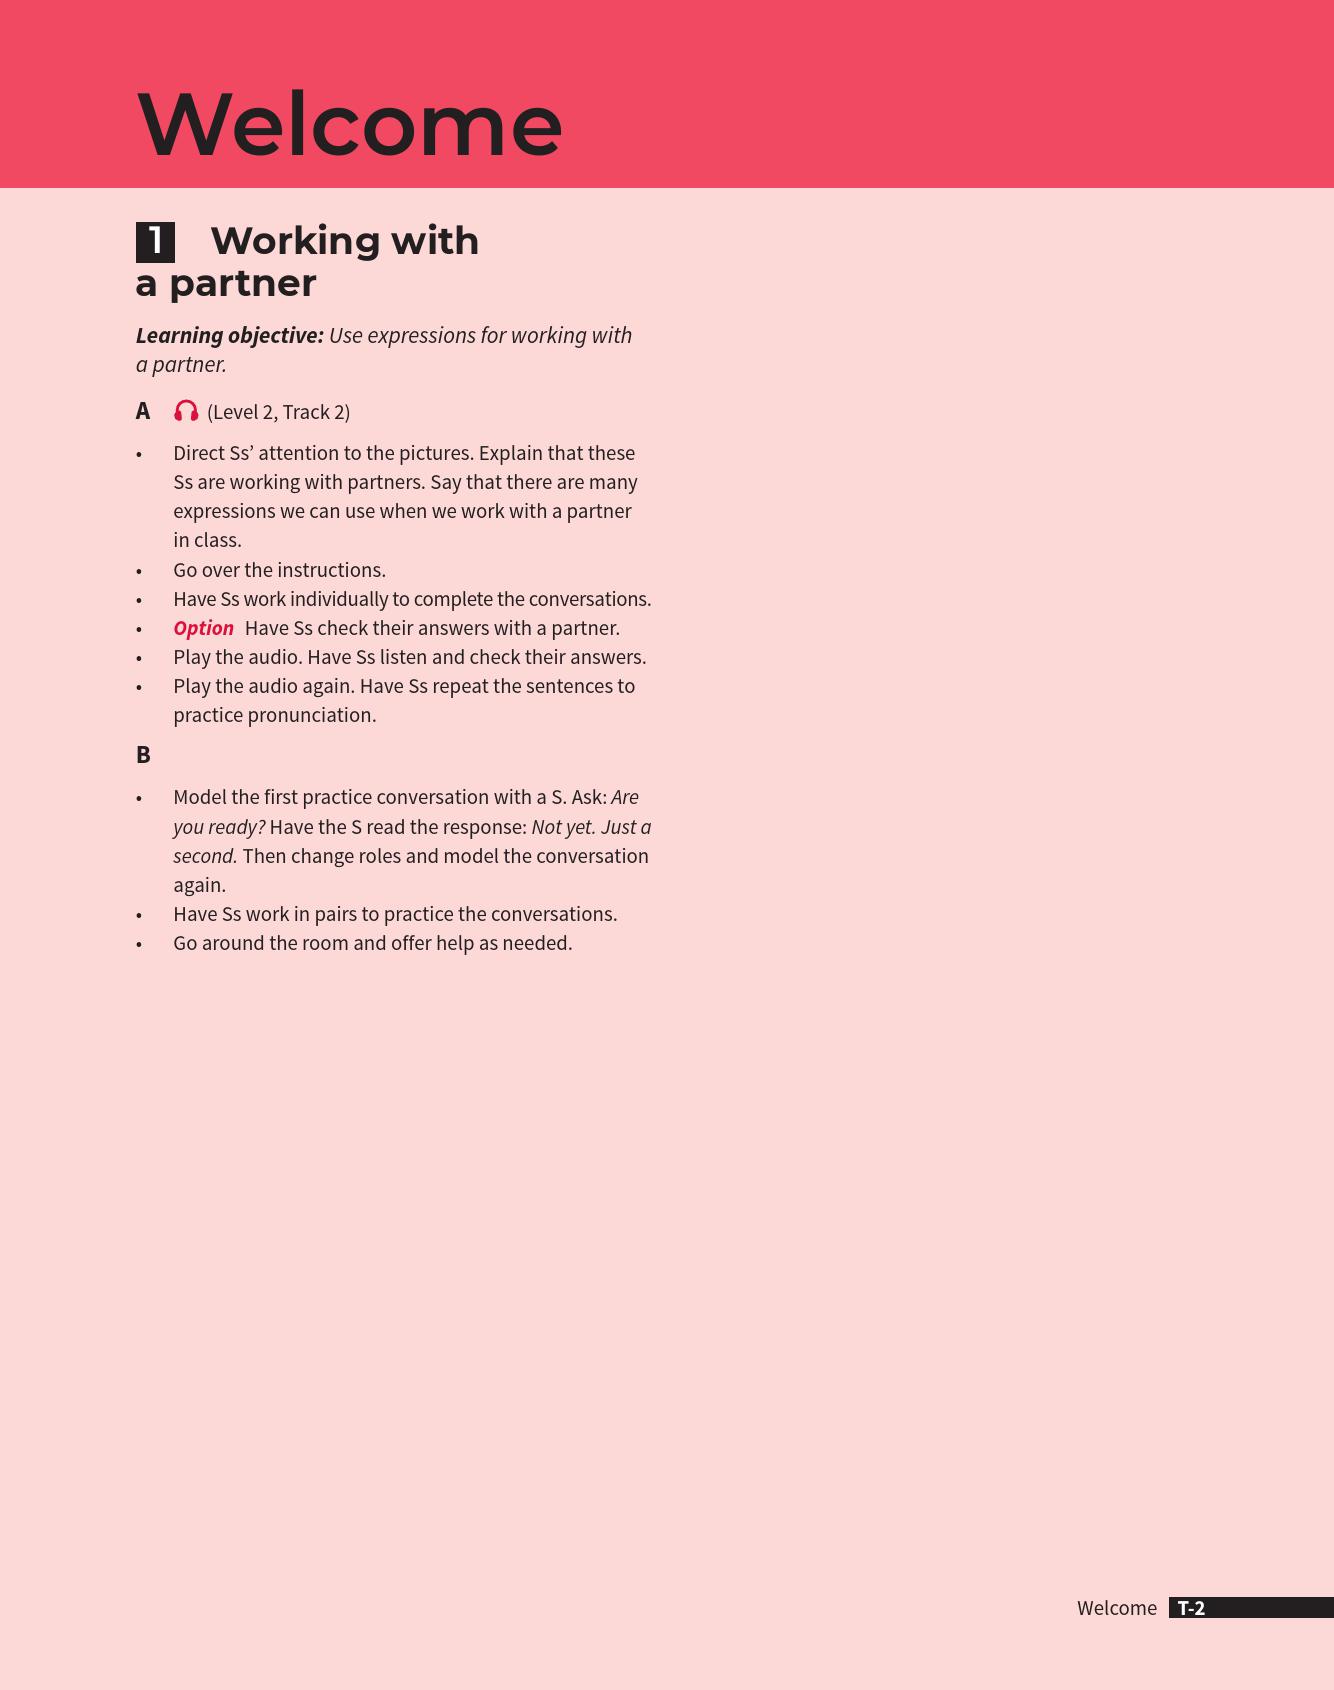 Welcome
1 Working with
a partner
Learning objective: Use expressions for working with
a partner.
A (Level 2, Track 2)
• Direct Ss’ attention to the pictures. Explain that these
Ss are working with partners. Say that there are many
expressions we can use when we work with a partner
in class.
• Go over the instructions.
• Have Ss work individually to complete the conversations.
• Option Have Ss check their answers with a partner.
• Play the audio. Have Ss listen and check their answers.
• Play the audio again. Have Ss repeat the sentences to
practice pronunciation.
B
• Model the first practice conversation with a S. Ask: Are
you ready? Have the S read the response: Not yet. Just a
second. Then change roles and model the conversation
again.
• Have Ss work in pairs to practice the conversations.
• Go around the room and offer help as needed.
Welcome T-2